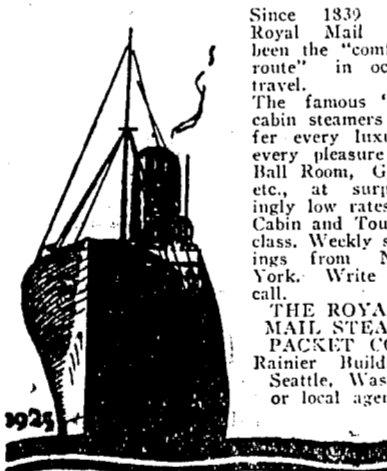 Since 1839
Royal Mail
been the "com
route" in oc
travel.
The famous "
cabin steamers
fer every lux
every pleasure
Ball Room, G
etc., at surp
ingly low rates
Cabin and Tou
class. Weekly s
ings from N
York. Write
call.
THE ROYA
MAIL STEA
PACKET CO
Rainier Build
Seattle, Was
or local agen
1925